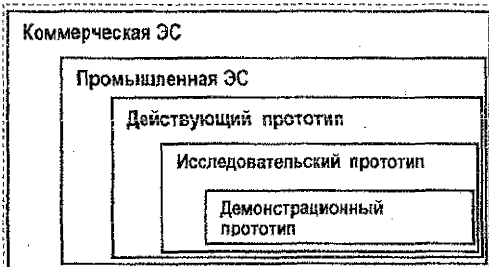 Коммерческая ЭС
Промышленная ЭС
Действующий прототип
Исследовательский прототип
Демонстрационный
прототип